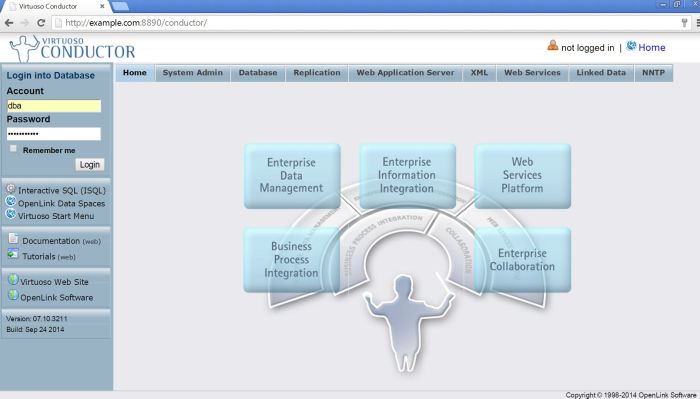 Virtuoso Conductor
http://example.com:8890/conductor/
VIRTUOSO
CONDUCTOR
not logged in | Home
Login into Database
Account
dba
Password
•••••••••••
Remember me
Login
Interactive SQL (ISQL)
OpenLink Data Spaces
Virtuoso Start Menu
Documentation (web)
Tutorials (web)
Virtuoso Web Site
OpenLink Software
Version: 07.10.3211
Build: Sep 24 2014
Home System Admin Database Replication Web Application Server XML Web Services Linked Data NNTP
Enterprise
Data
Management
Enterprise
Information
Integration
Web
Services
Platform
Business
Process
Integration
Enterprise
Collaboration
BUSINESS PROCESS INTEGRATION
COLLABORATION
Copyright © 1998-2014 OpenLink Software